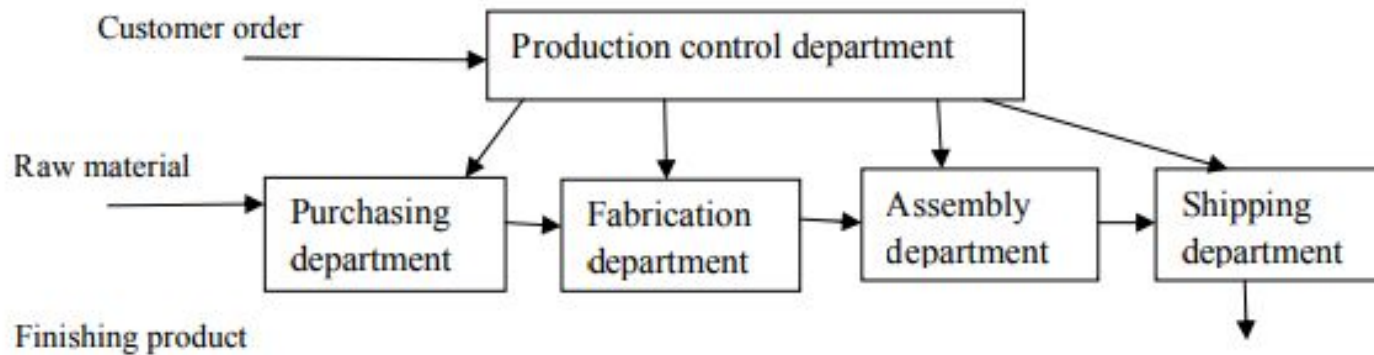 Customer order
Production control department
Raw material
Purchasing
department
Fabrication
department
Assembly
department
Shipping
department
Finishing product